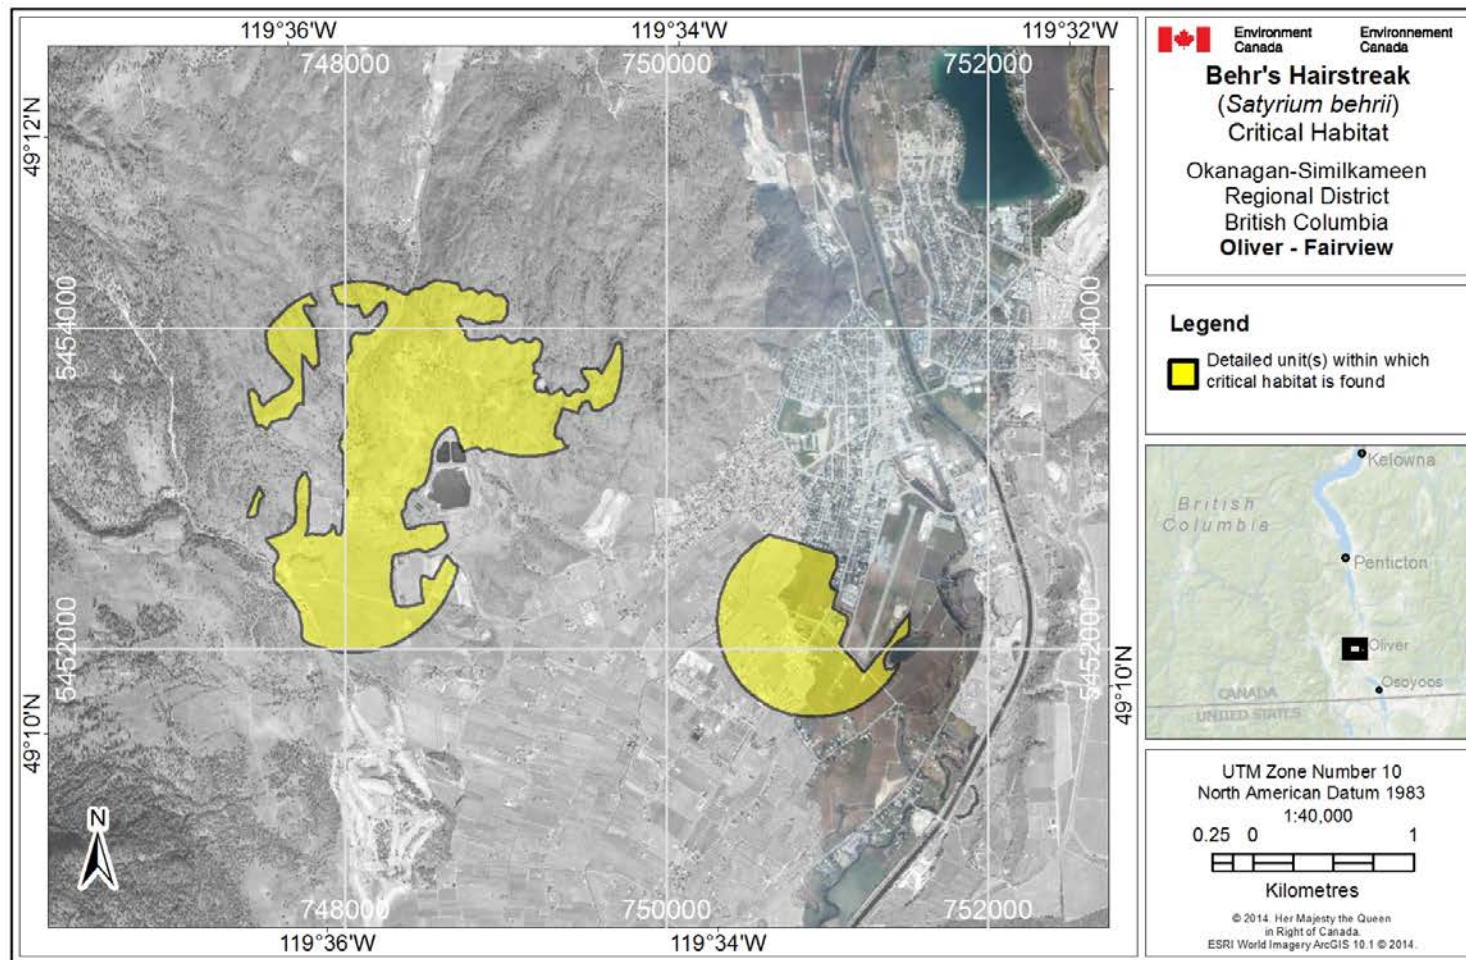 119°36'W
119°34'W
119°32'W
748000
750000
752000
49°12'N
5454000
5454000
5452000
5452000
49°10'N
49°10'N
N
748000
750000
752000
119°36'W
119°34'W
Environment
Canada
Environnement
Canada
Behr's Hairstreak
(Satyrium behrii)
Critical Habitat
Okanagan-Similkameen
Regional District
British Columbia
Oliver - Fairview
Legend
Detailed unit(s) within which
critical habitat is found
Kelowna
British
Columbia
Penticton
Oliver
Osoyoos
CANADA
UNITED STATES
UTM Zone Number 10
North American Datum 1983
1:40,000
0.25 0 1
Kilometres
© 2014. Her Majesty the Queen
in Right of Canada.
ESRI World Imagery ArcGIS 10.1 © 2014.